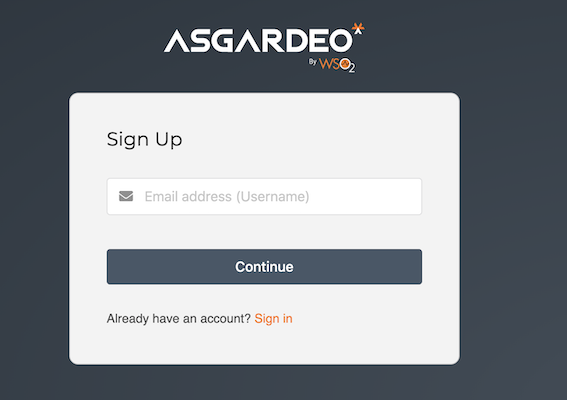 ASGARDEO
By WSO2
Sign Up
Email address (Username)
Continue
Already have an account? Sign in